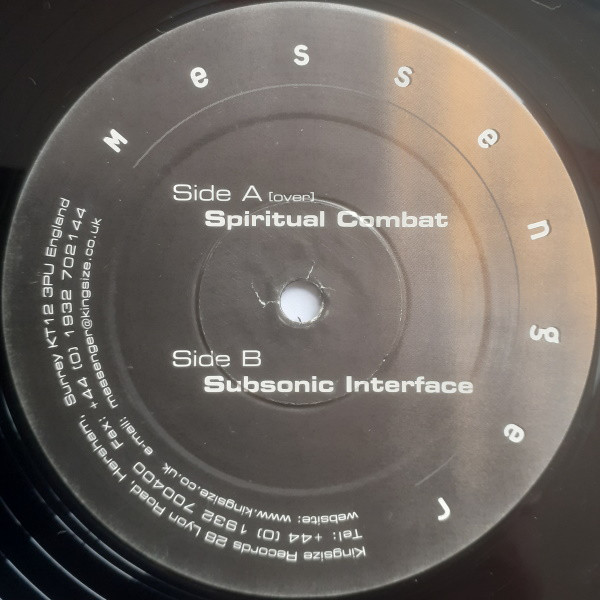 Messenger
Side A [over]
Spiritual Combat
Side B
Subsonic Interface
Kingsize Records 2B Lyon Road, Hersham, Surrey KT12 3PU England
Tel: +44 (0) 1932 700400 Fax: +44 (0) 1932 702144
website: www.kingsize.co.uk e-mail: messenger@kingsize.co.uk